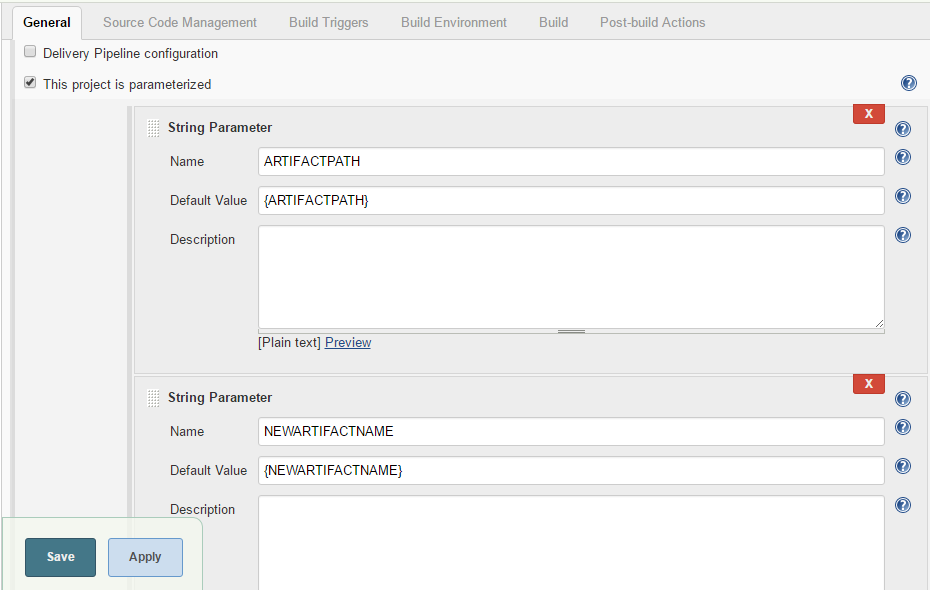 General Source Code Management Build Triggers Build Environment Build Post-build Actions
Delivery Pipeline configuration
This project is parameterized
?
X
String Parameter
?
Name ARTIFACTPATH ?
Default Value {ARTIFACTPATH} ?
Description ?
[Plain text] Preview
X
String Parameter
?
Name NEWARTIFACTNAME ?
Default Value {NEWARTIFACTNAME} ?
Description ?
Save Apply